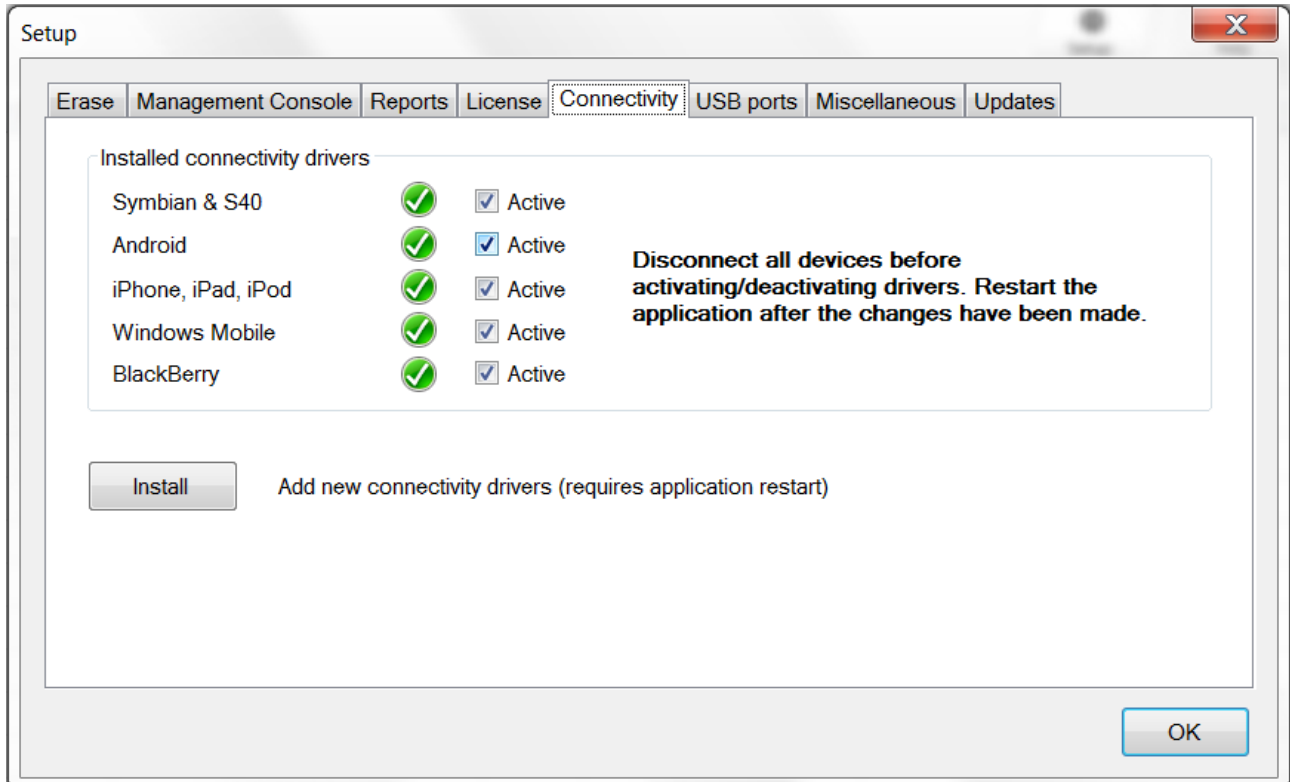 Setup
Erase Management Console Reports License Connectivity USB ports Miscellaneous Updates
Installed connectivity drivers
Symbian & S40 Active
Android Active
iPhone, iPad, iPod Active
Windows Mobile Active
BlackBerry Active
Disconnect all devices before
activating/deactivating drivers. Restart the
application after the changes have been made.
Install Add new connectivity drivers (requires application restart)
OK